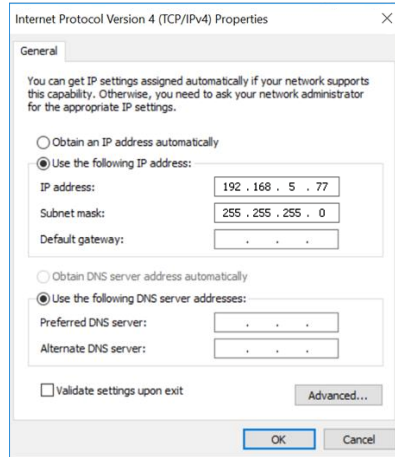 Internet Protocol Version 4 (TCP/IPv4) Properties
General
You can get IP settings assigned automatically if your network supports
this capability. Otherwise, you need to ask your network administrator
for the appropriate IP settings.
Obtain an IP address automatically
Use the following IP address:
IP address: 192 . 168 . 5 . 77
Subnet mask: 255 . 255 . 255 . 0
Default gateway: . . .
Obtain DNS server address automatically
Use the following DNS server addresses:
Preferred DNS server: . . .
Alternate DNS server: . . .
Validate settings upon exit
Advanced...
OK Cancel